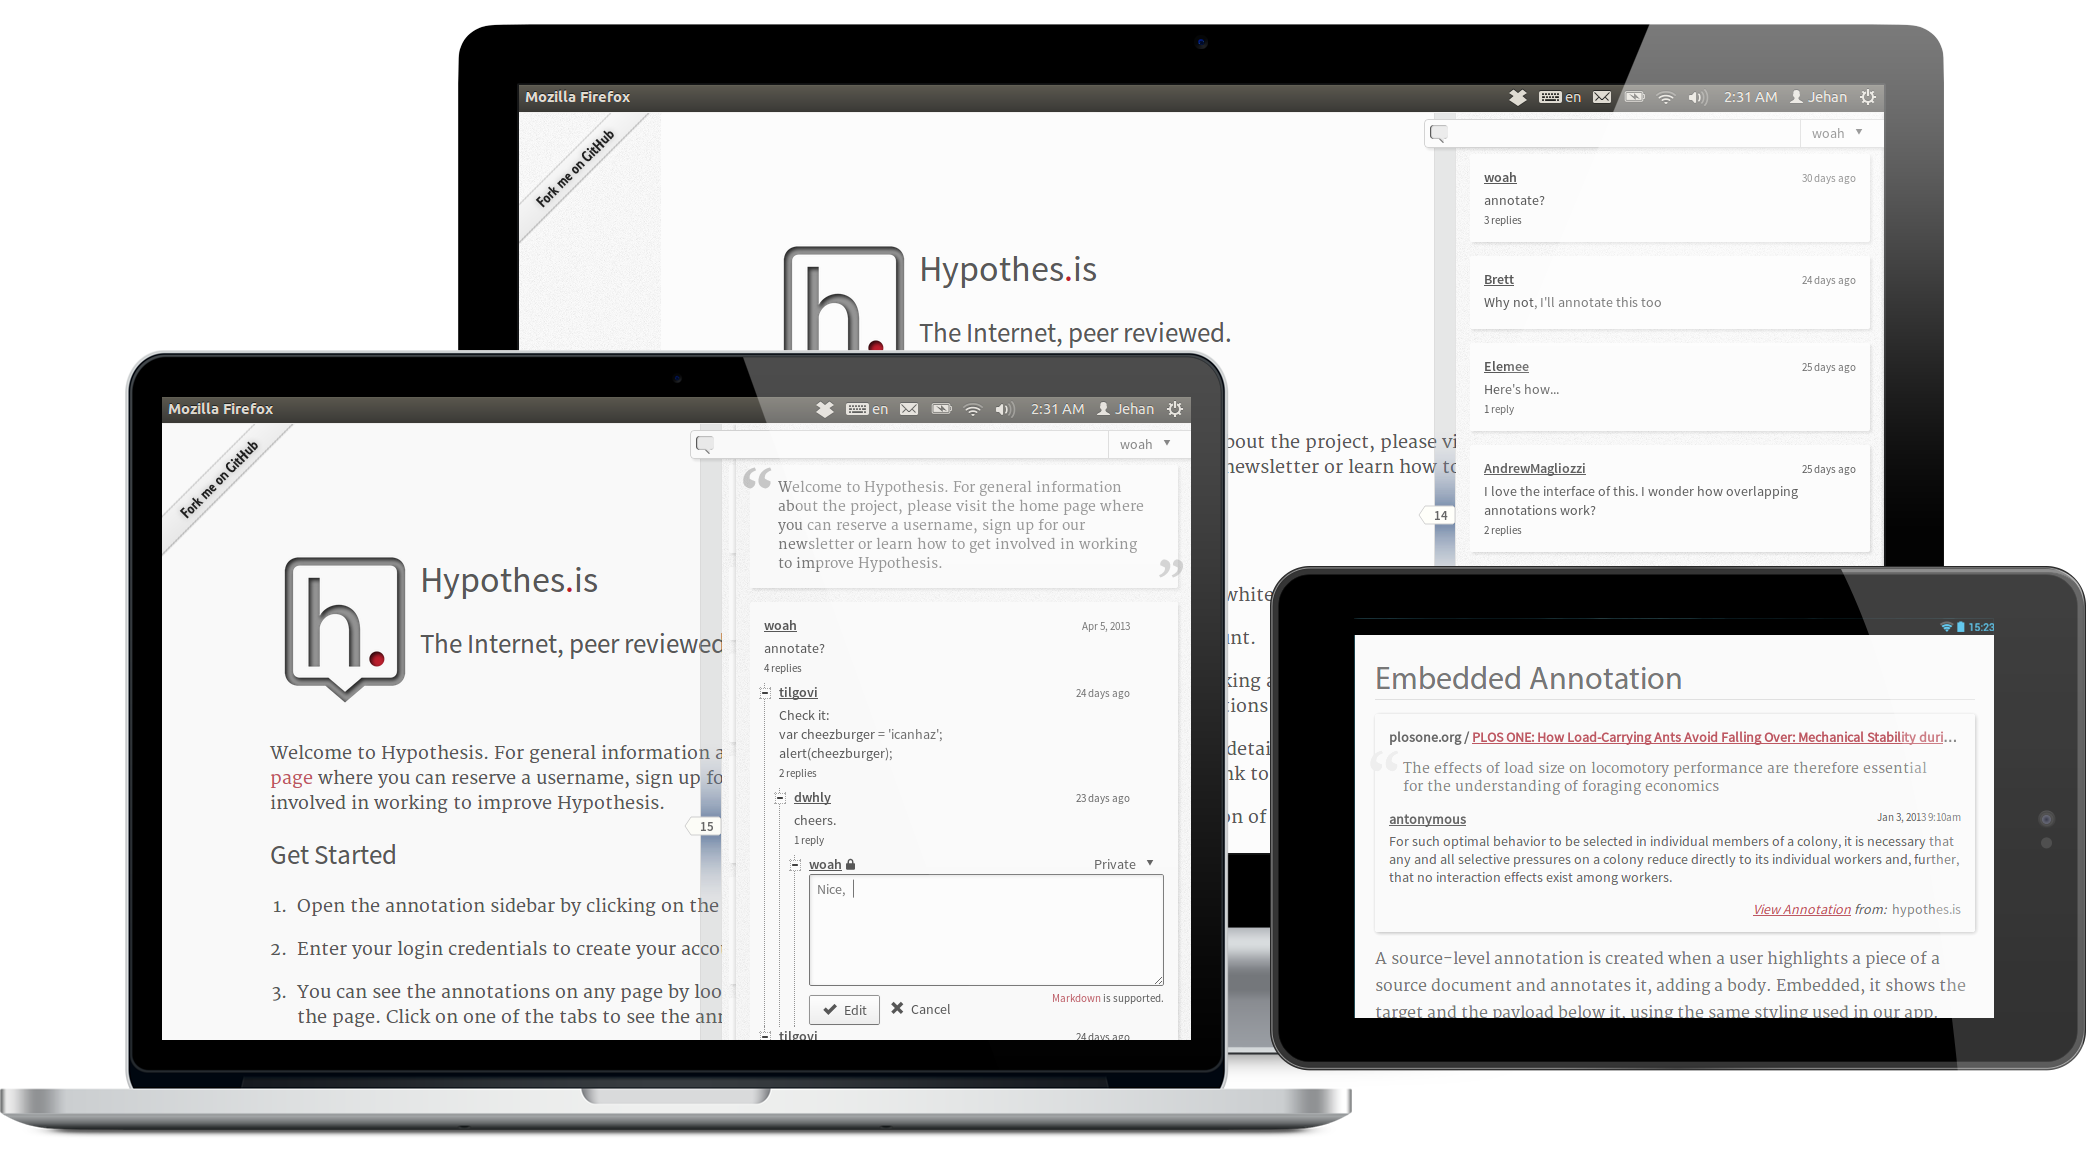 Mozilla Firefox
en
2:31 AM
Jehan
Fork me on GitHub
woah
Hypothes.is
The Internet, peer reviewed.
h.
woah 30 days ago
annotate?
3 replies
Brett 24 days ago
Why not, I'll annotate this too
Elemee 25 days ago
Here's how...
1 reply
AndrewMagliozzi 25 days ago
I love the interface of this. I wonder how overlapping
annotations work?
2 replies
14
bout the project, please vi
newsletter or learn how to
white
nt.
king a
tions
detai
nk to
on of
Mozilla Firefox
en
2:31 AM
Jehan
Fork me on GitHub
woah
h.
Hypothes.is
The Internet, peer reviewed
Welcome to Hypothesis. For general information a
page where you can reserve a username, sign up fo
involved in working to improve Hypothesis.
Get Started
1. Open the annotation sidebar by clicking on the
2. Enter your login credentials to create your accou
3. You can see the annotations on any page by loo
the page. Click on one of the tabs to see the ann
15
“ Welcome to Hypothesis. For general information
about the project, please visit the home page where
you can reserve a username, sign up for our
newsletter or learn how to get involved in working
to improve Hypothesis. ”
woah Apr 5, 2013
annotate?
4 replies
tilgovi 24 days ago
Check it:
var cheezburger = 'icanhaz';
alert(cheezburger);
2 replies
dwhly 23 days ago
cheers.
1 reply
woah Private
Nice,
Markdown is supported.
Edit Cancel
tilgovi 24 days ago
15:23
Embedded Annotation
plosone.org / PLOS ONE: How Load-Carrying Ants Avoid Falling Over: Mechanical Stability duri...
“ The effects of load size on locomotory performance are therefore essential
for the understanding of foraging economics
antonymous Jan 3, 2013 9:10am
For such optimal behavior to be selected in individual members of a colony, it is necessary that
any and all selective pressures on a colony reduce directly to its individual workers and, further,
that no interaction effects exist among workers.
View Annotation from: hypothes.is
A source-level annotation is created when a user highlights a piece of a
source document and annotates it, adding a body. Embedded, it shows the
target and the payload below it, using the same styling used in our app.